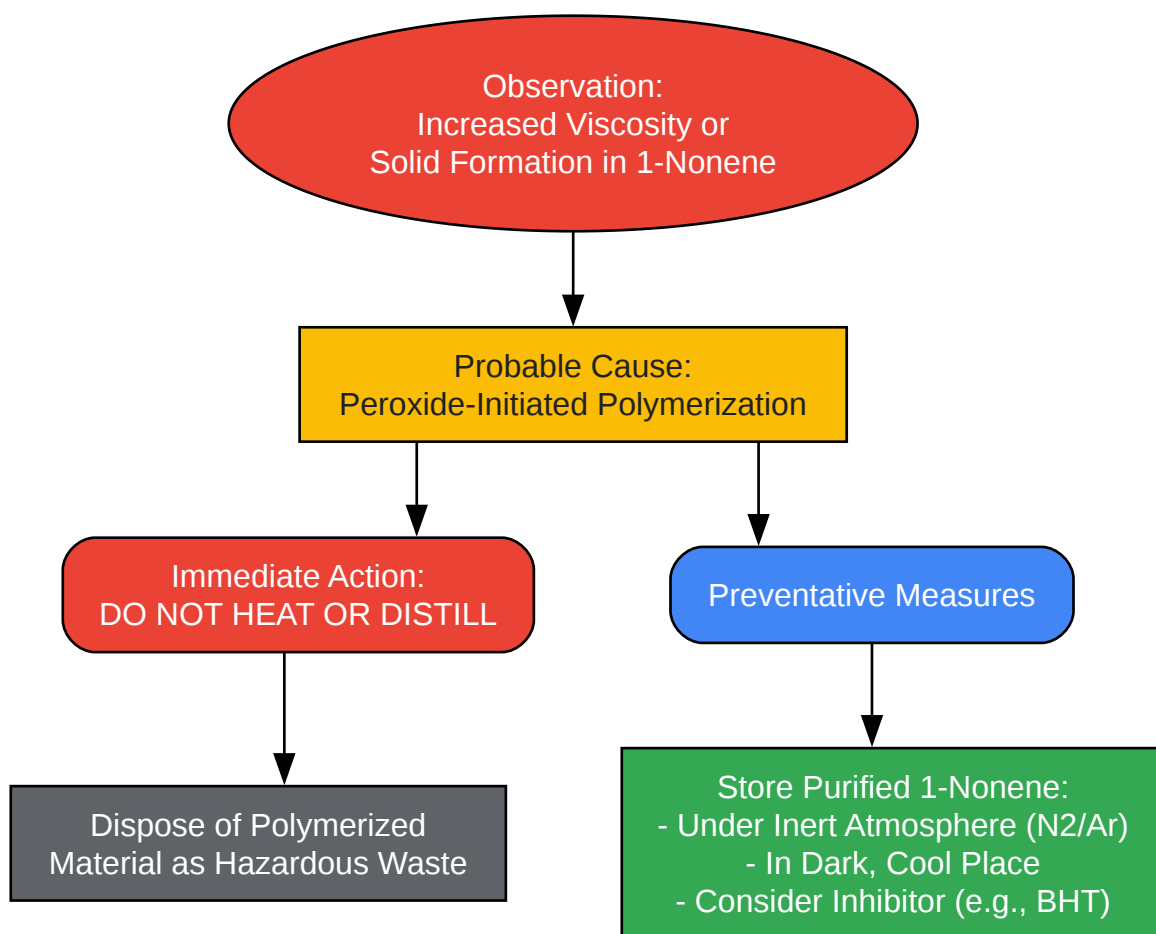 Observation:
Increased Viscosity or
Solid Formation in 1-Nonene
Probable Cause:
Peroxide-Initiated Polymerization
Immediate Action:
DO NOT HEAT OR DISTILL
Preventative Measures
Dispose of Polymerized
Material as Hazardous Waste
Store Purified 1-Nonene:
- Under Inert Atmosphere (N2/Ar)
- In Dark, Cool Place
- Consider Inhibitor (e.g., BHT)